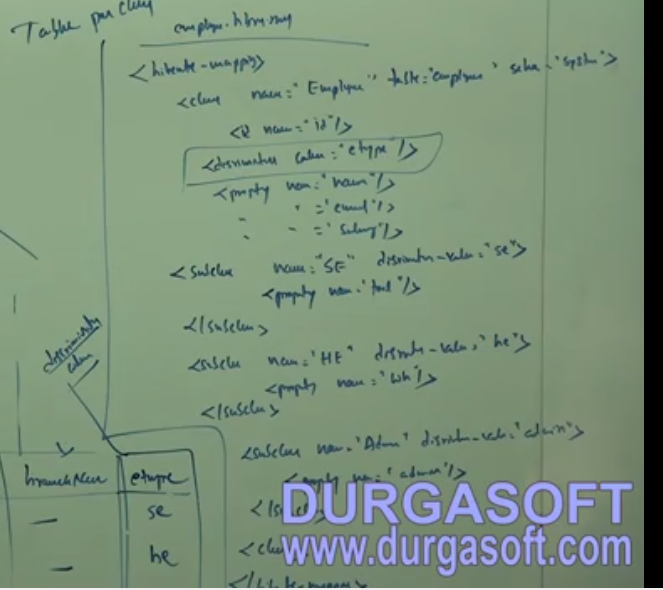 Table per class
employee.hbm.xml
<hibernate-mapping>
<class name="Employee" table="employee" schema="system">
<id name="id"/>
<discriminator column="etype"/>
<property name="name"/>
" " ="email"/>
" " ="salary"/>
<subclass name="SE" discriminator-value="se">
<property name="tool"/>
</subclass>
<subclass name="HE" discriminator-value="he">
<property name="wh"/>
</subclass>
discriminator
column
<subclass name="Admin" discriminator-value="admin">
branchName etype
se
he
DURGASOFT
www.durgasoft.com